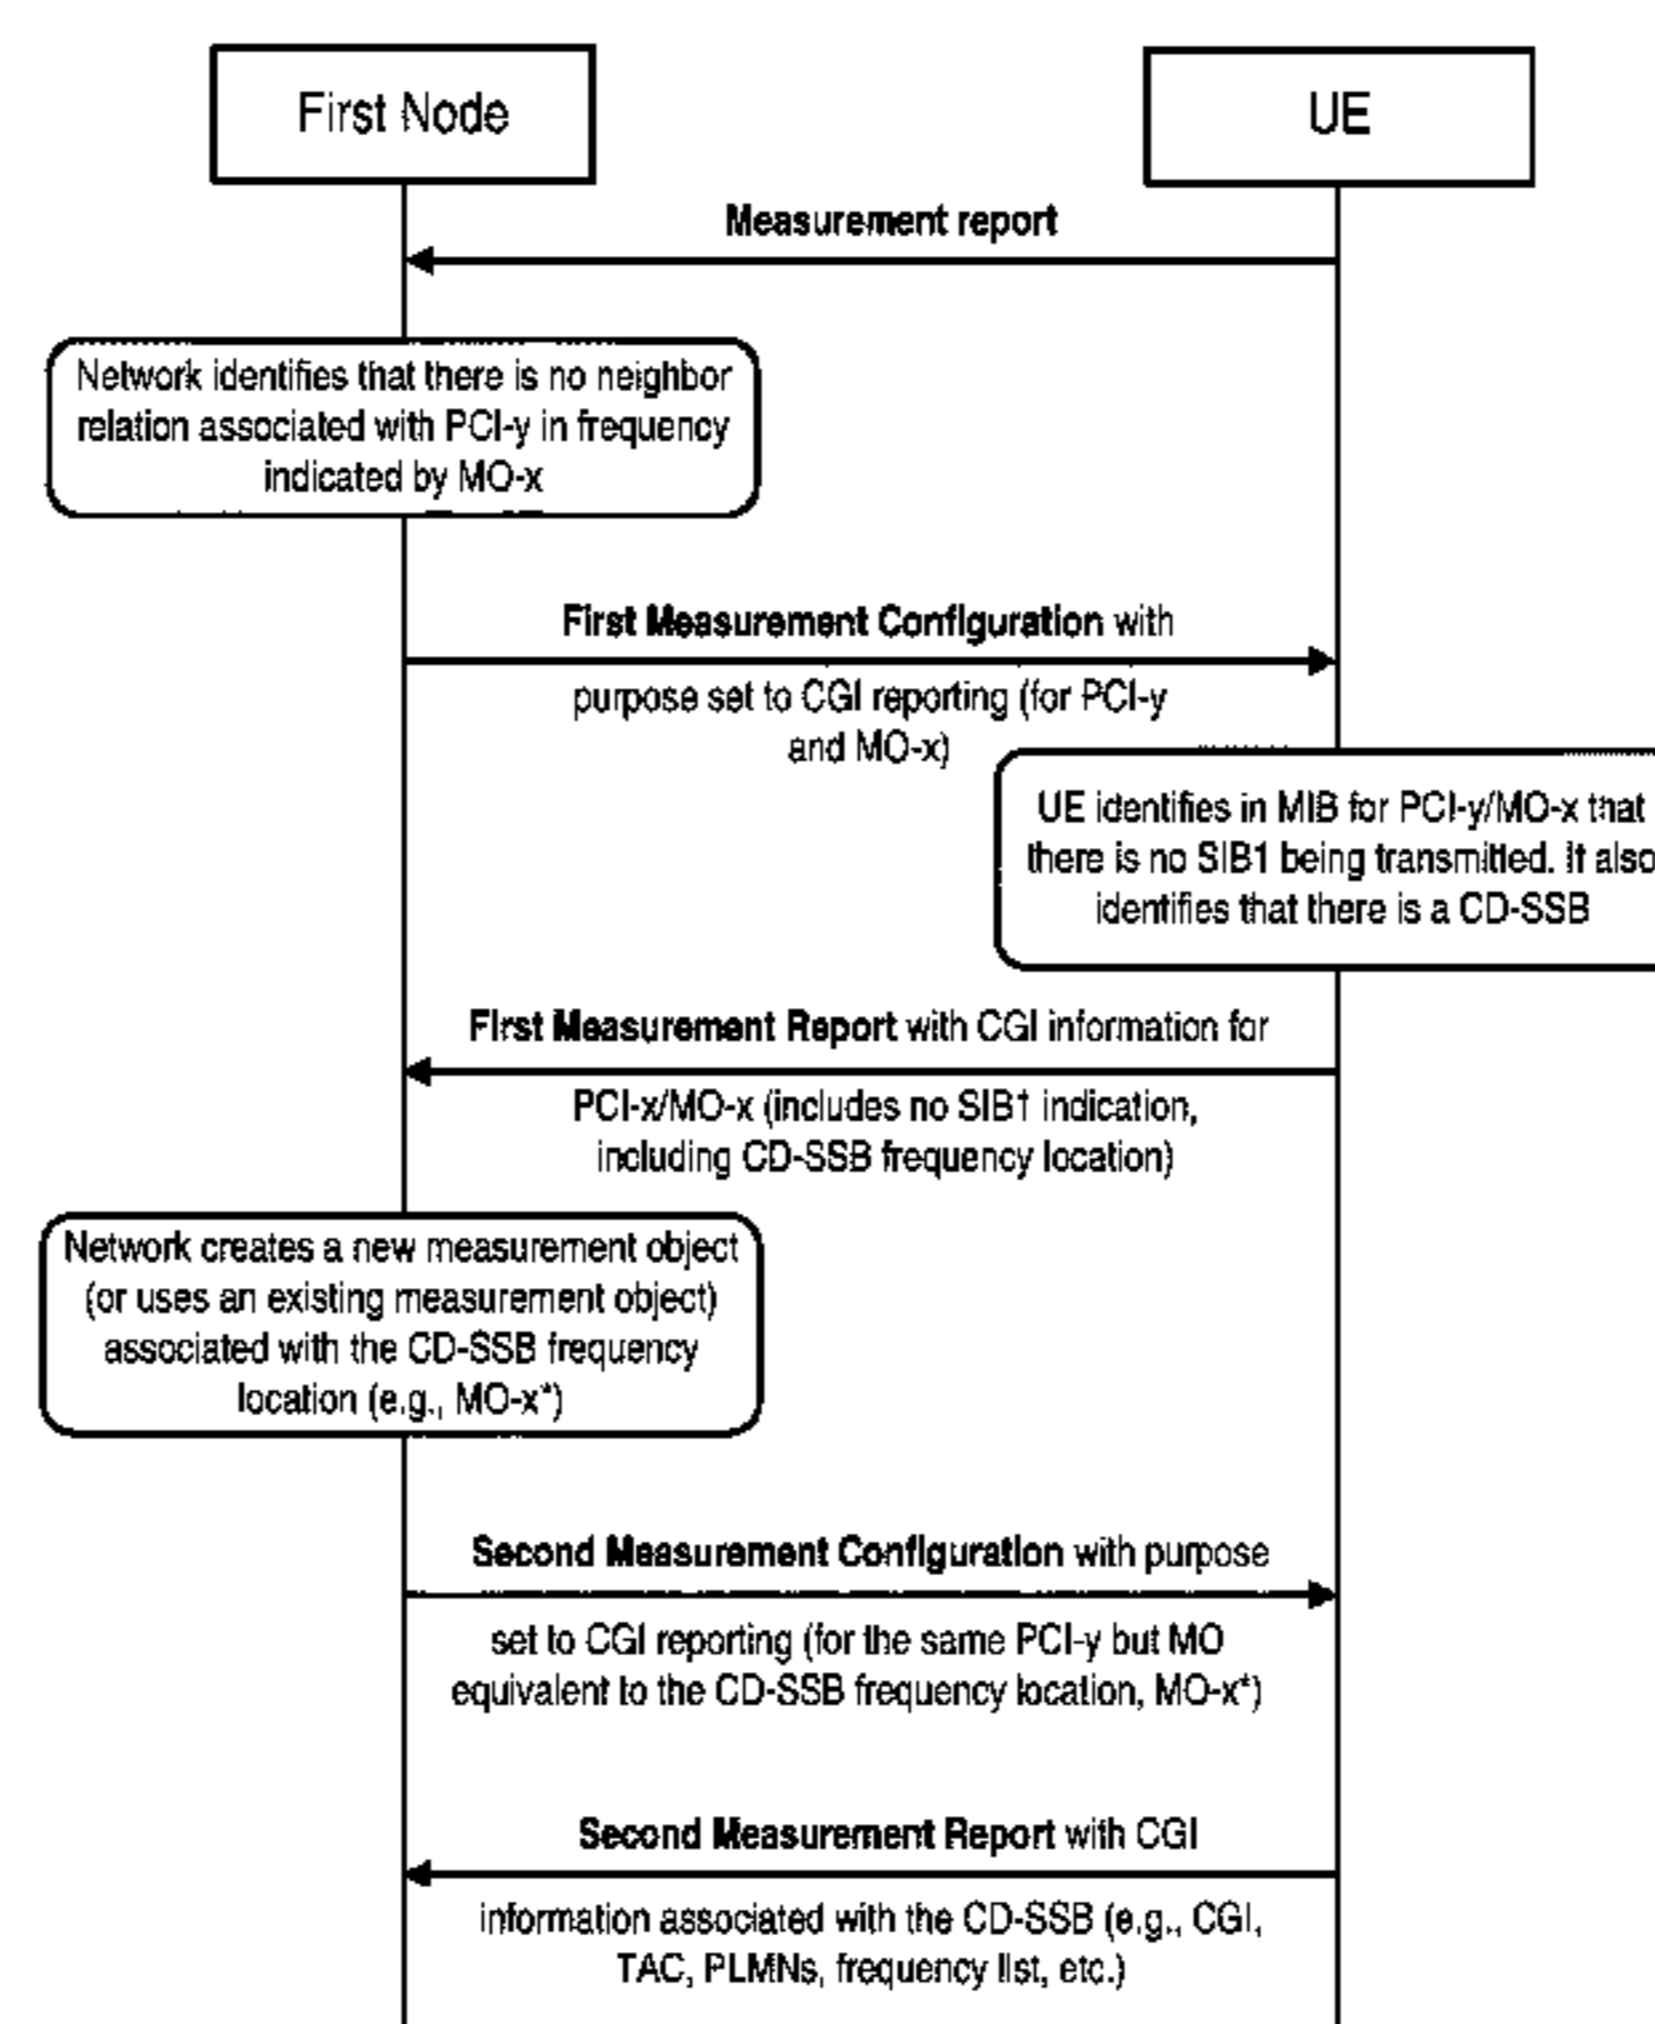 First Node
UE
Measurement report
Network identifies that there is no neighbor
relation associated with PCI-y in frequency
indicated by MO-x
First Measurement Configuration with
purpose set to CGI reporting (for PCI-y
and MO-x)
UE identifies in MIB for PCI-y/MO-x that
there is no SIB1 being transmitted. It also
identifies that there is a CD-SSB
First Measurement Report with CGI information for
PCI-x/MO-x (includes no SIB1 indication,
including CD-SSB frequency location)
Network creates a new measurement object
(or uses an existing measurement object)
associated with the CD-SSB frequency
location (e.g., MO-x*)
Second Measurement Configuration with purpose
set to CGI reporting (for the same PCI-y but MO
equivalent to the CD-SSB frequency location, MO-x*)
Second Measurement Report with CGI
information associated with the CD-SSB (e.g., CGI,
TAC, PLMNs, frequency list, etc.)